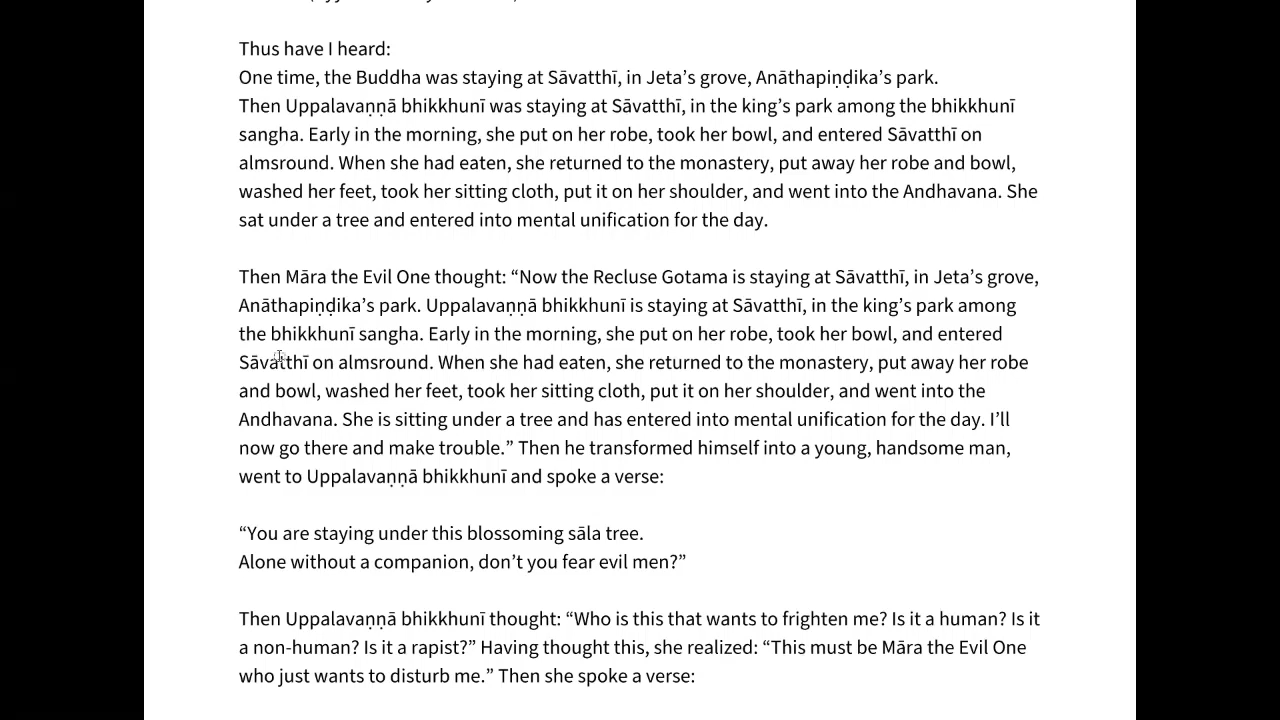 Thus have I heard:
One time, the Buddha was staying at Sāvatthī, in Jeta’s grove, Anāthapiṇḍika’s park.
Then Uppalavaṇṇā bhikkhunī was staying at Sāvatthī, in the king’s park among the bhikkhunī
sangha. Early in the morning, she put on her robe, took her bowl, and entered Sāvatthī on
almsround. When she had eaten, she returned to the monastery, put away her robe and bowl,
washed her feet, took her sitting cloth, put it on her shoulder, and went into the Andhavana. She
sat under a tree and entered into mental unification for the day.
Then Māra the Evil One thought: “Now the Recluse Gotama is staying at Sāvatthī, in Jeta’s grove,
Anāthapiṇḍika’s park. Uppalavaṇṇā bhikkhunī is staying at Sāvatthī, in the king’s park among
the bhikkhunī sangha. Early in the morning, she put on her robe, took her bowl, and entered
Sāvatthī on almsround. When she had eaten, she returned to the monastery, put away her robe
and bowl, washed her feet, took her sitting cloth, put it on her shoulder, and went into the
Andhavana. She is sitting under a tree and has entered into mental unification for the day. I’ll
now go there and make trouble.” Then he transformed himself into a young, handsome man,
went to Uppalavaṇṇā bhikkhunī and spoke a verse:
“You are staying under this blossoming sāla tree.
Alone without a companion, don’t you fear evil men?”
Then Uppalavaṇṇā bhikkhunī thought: “Who is this that wants to frighten me? Is it a human? Is it
a non-human? Is it a rapist?” Having thought this, she realized: “This must be Māra the Evil One
who just wants to disturb me.” Then she spoke a verse: